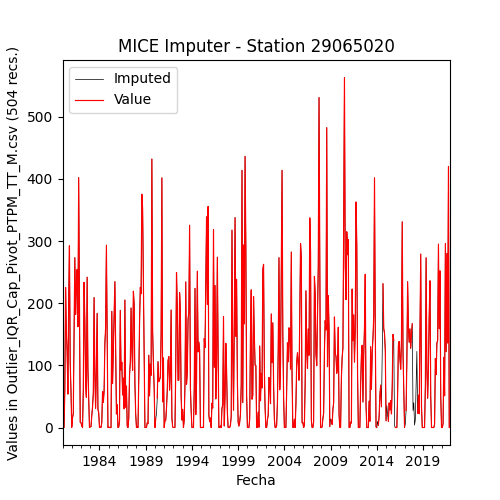 MICE Imputer - Station 29065020
Imputed
Value
Values in Outlier_IQR_Cap_Pivot_PTPM_TT_M.csv (504 recs.)
500
400
300
200
100
0
1984 1989 1994 1999 2004 2009 2014 2019
Fecha